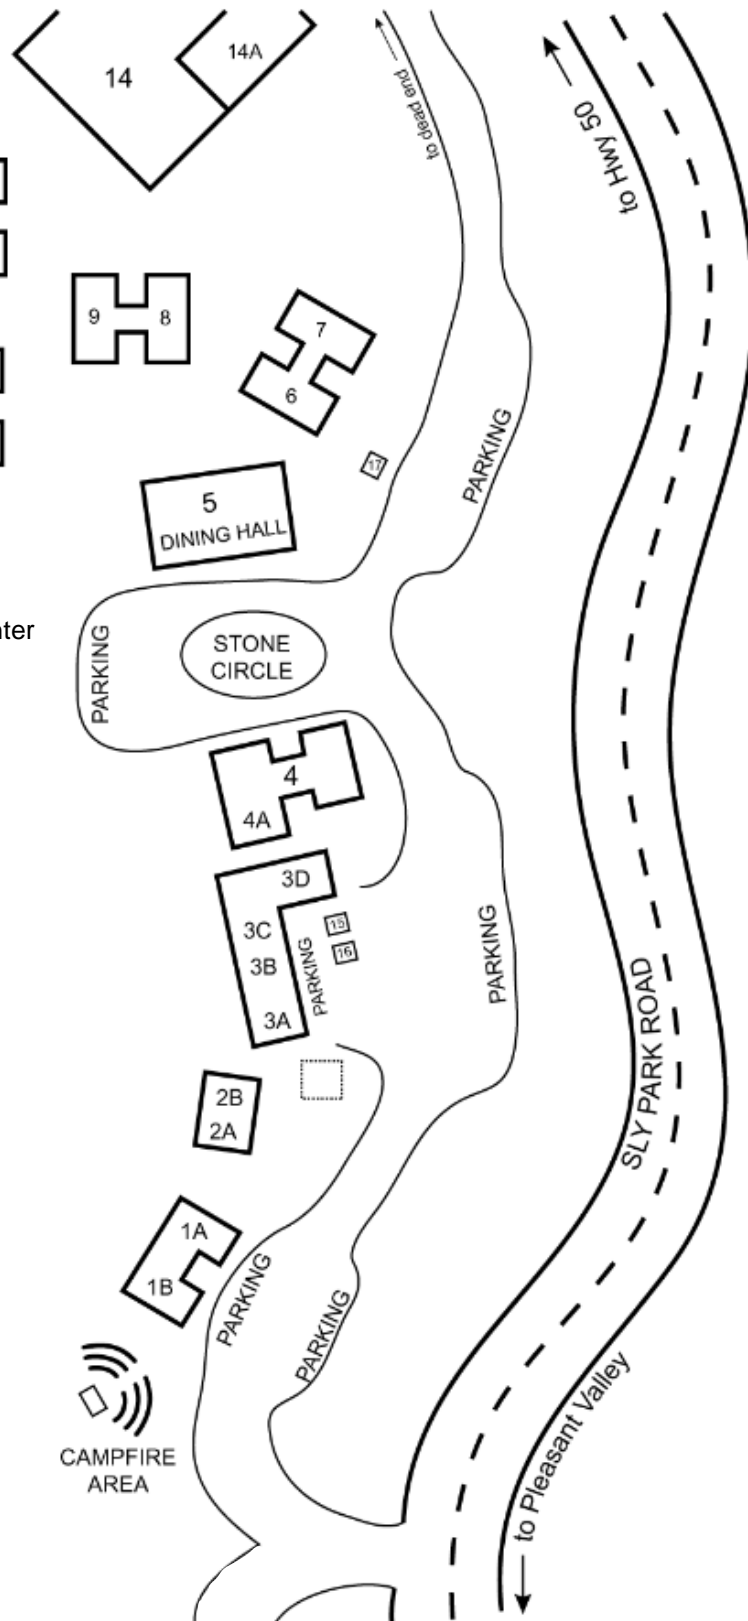 14A
14
to dead end
to Hwy 50
9
8
7
6
17
PARKING
5
DINING HALL
PARKING
STONE
CIRCLE
4
4A
3D
3C
3B
3A
15
16
PARKING
PARKING
SLY PARK ROAD
2B
2A
1A
1B
PARKING
PARKING
CAMPFIRE
AREA
to Pleasant Valley